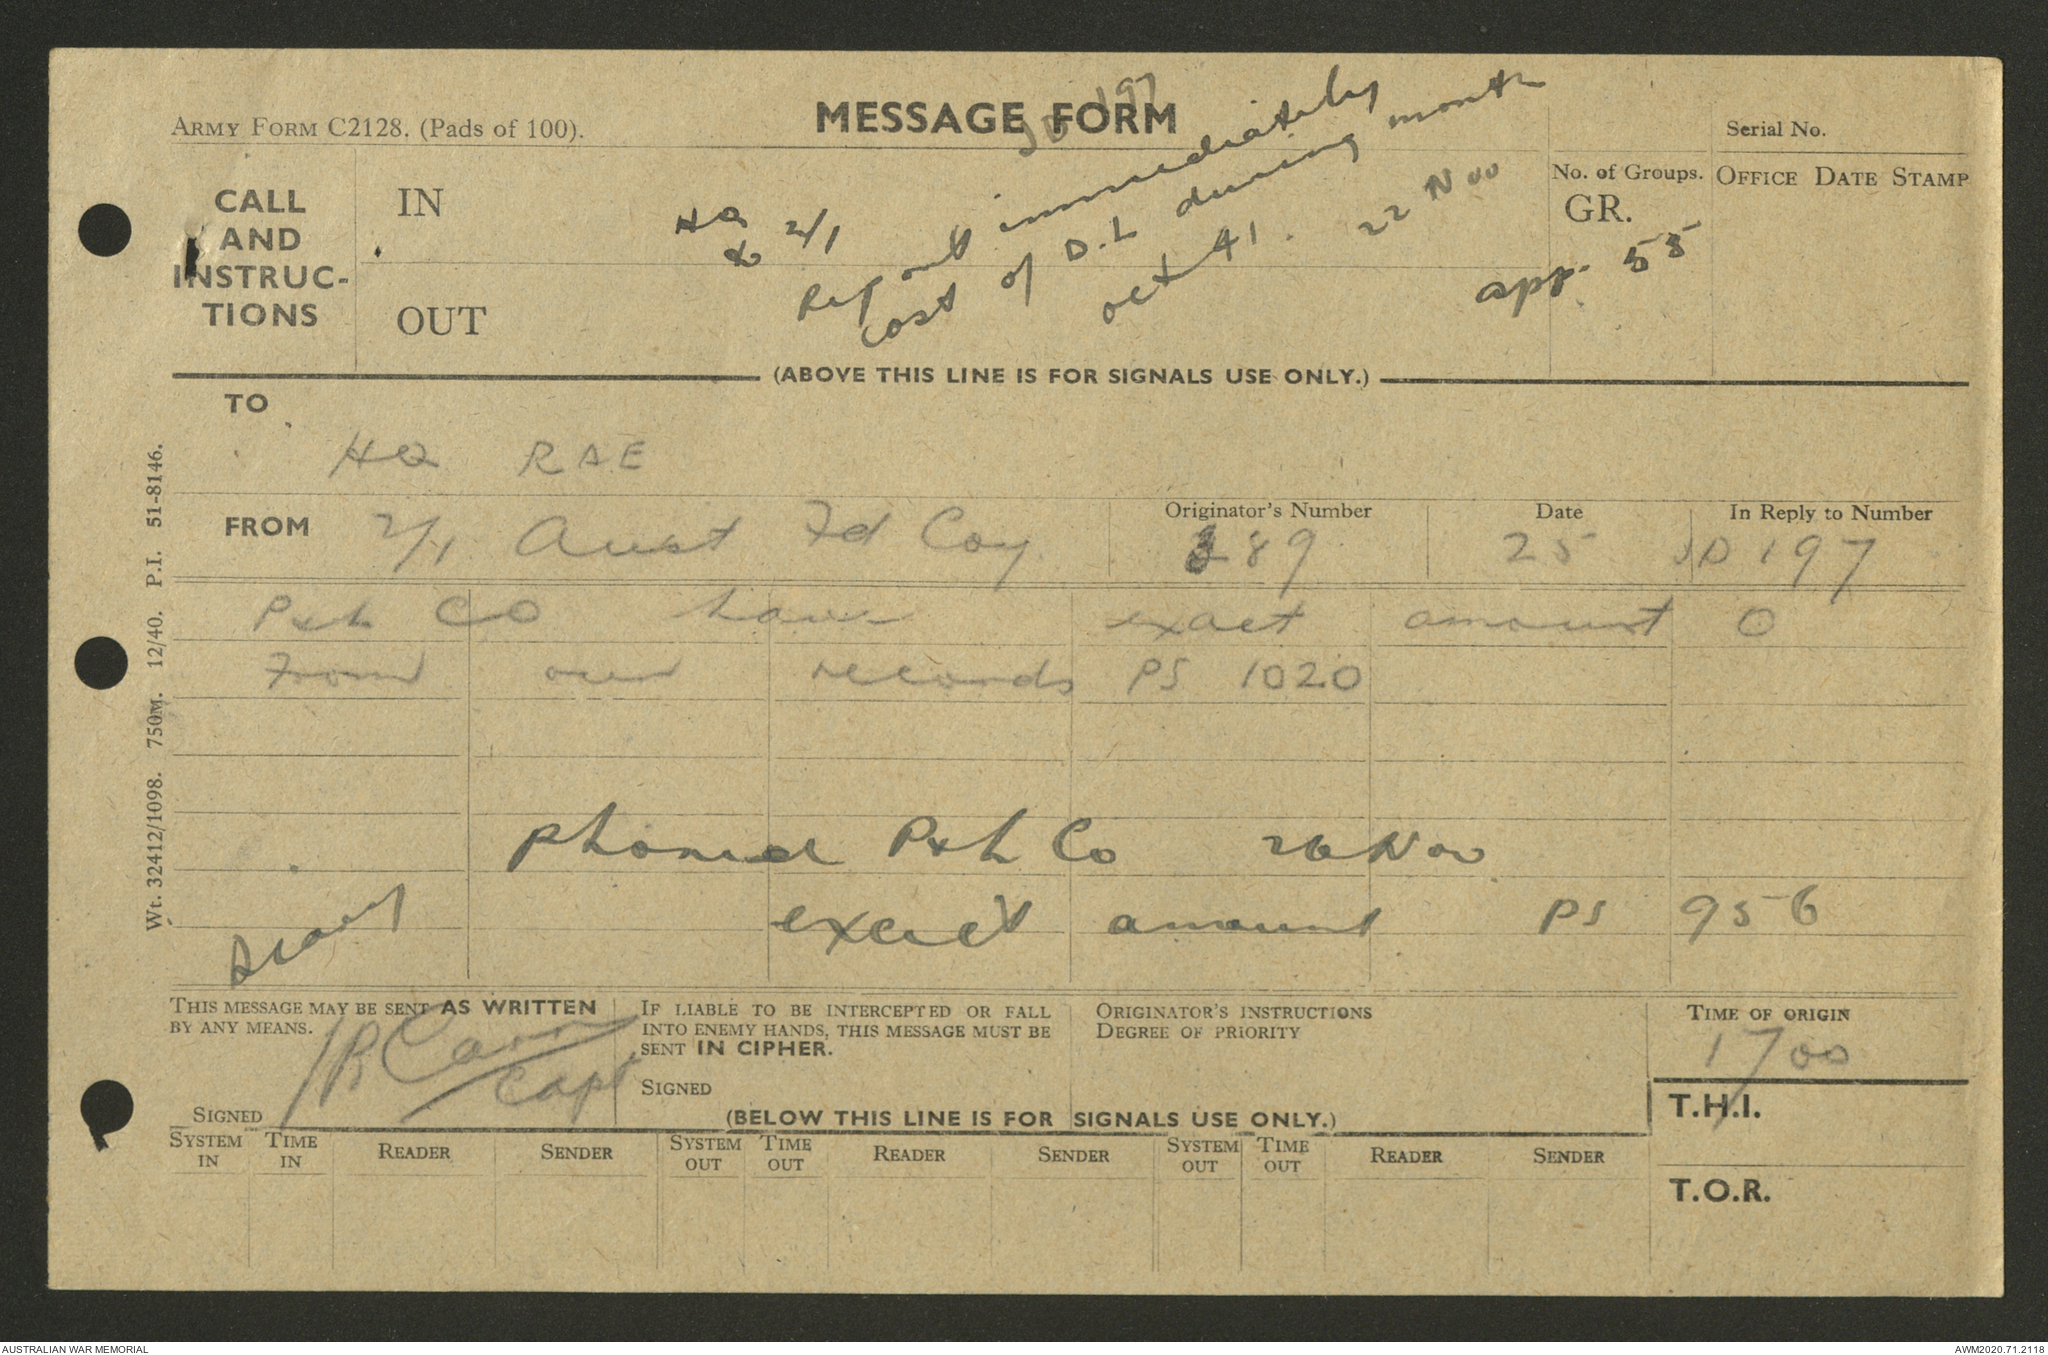 ARMY FORM C2128. (Pads of 100).
MESSAGE FORM
JD 197
Serial No.
CALL AND INSTRUC-TIONS
IN
OUT
HQ
to 2/1
Report immediately
cost of D.L during month
oct 41. 22 Nov
No. of Groups.
GR.
app. 55
OFFICE DATE STAMP
(ABOVE THIS LINE IS FOR SIGNALS USE ONLY.)
TO
HQ RAE
FROM 2/1 Aust Fd Coy
Originator's Number 389
Date 25
In Reply to Number JD 197
P&L CO have exact amount O
From our records PS 1020
phoned P&L Co 26 Nov
exact amount PS 956
Diary
Wt. 32412/1098. 750M. 12/40. P.I. 51-8146.
THIS MESSAGE MAY BE SENT AS WRITTEN
BY ANY MEANS.
SIGNED
Capt
IF LIABLE TO BE INTERCEPTED OR FALL
INTO ENEMY HANDS, THIS MESSAGE MUST BE
SENT IN CIPHER.
SIGNED
ORIGINATOR'S INSTRUCTIONS
DEGREE OF PRIORITY
TIME OF ORIGIN
1700
T.H.I.
T.O.R.
(BELOW THIS LINE IS FOR SIGNALS USE ONLY.)
SYSTEM IN TIME IN READER SENDER SYSTEM OUT TIME OUT READER SENDER SYSTEM OUT TIME OUT READER SENDER
AUSTRALIAN WAR MEMORIAL
AWM2020.71.2118